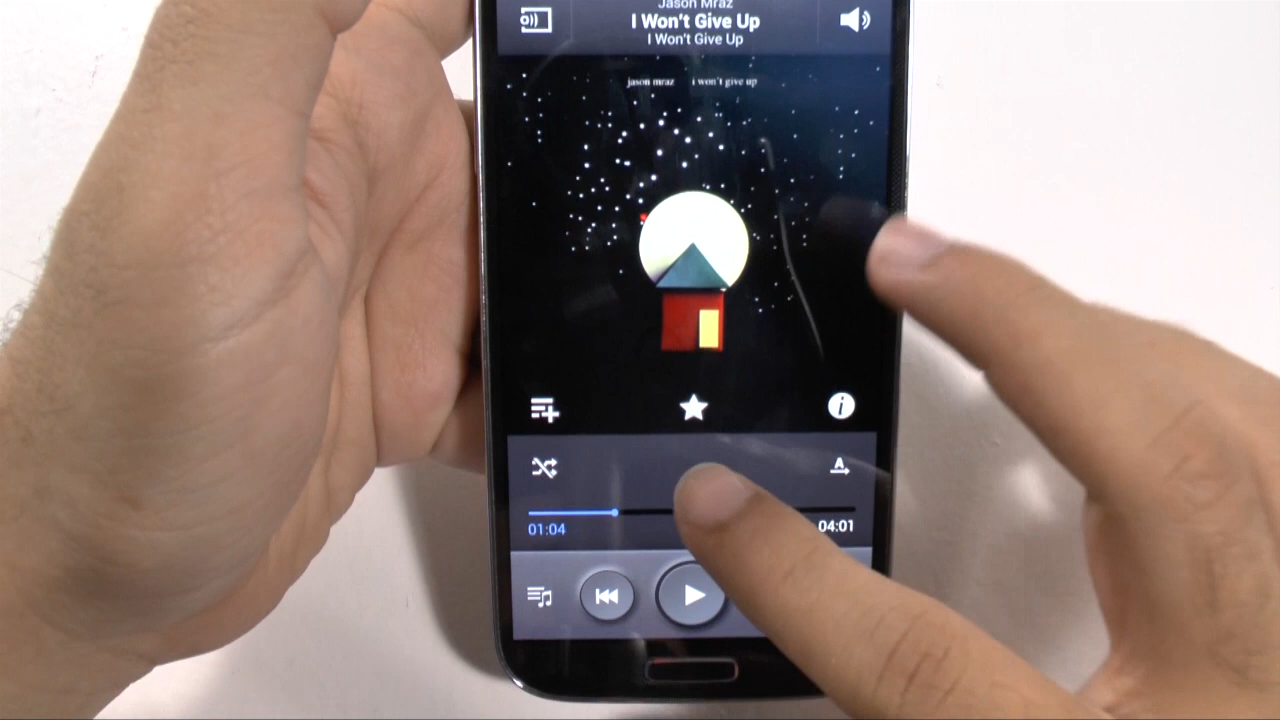 Jason Mraz
I Won't Give Up
I Won't Give Up
jason mraz i won't give up
i
A
01:04 04:01